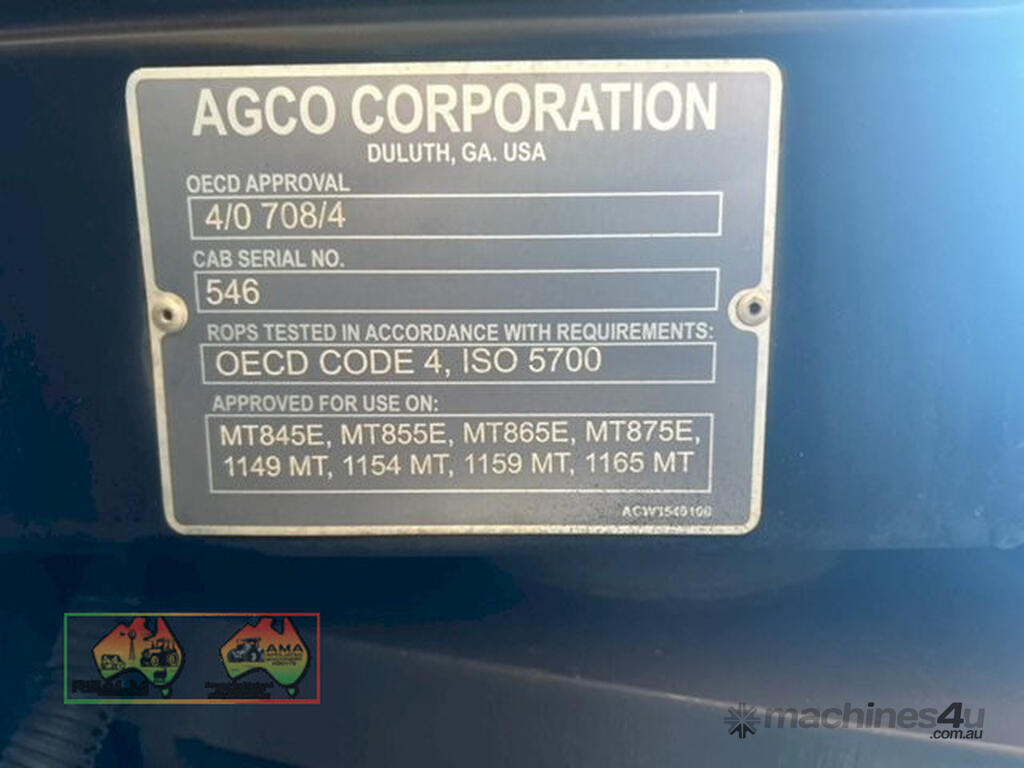 AGCO CORPORATION
DULUTH, GA. USA
OECD APPROVAL
4/0 708/4
CAB SERIAL NO.
546
ROPS TESTED IN ACCORDANCE WITH REQUIREMENTS:
OECD CODE 4, ISO 5700
APPROVED FOR USE ON:
MT845E, MT855E, MT865E, MT875E,
1149 MT, 1154 MT, 1159 MT, 1165 MT
AMA
machines4u
.com.au